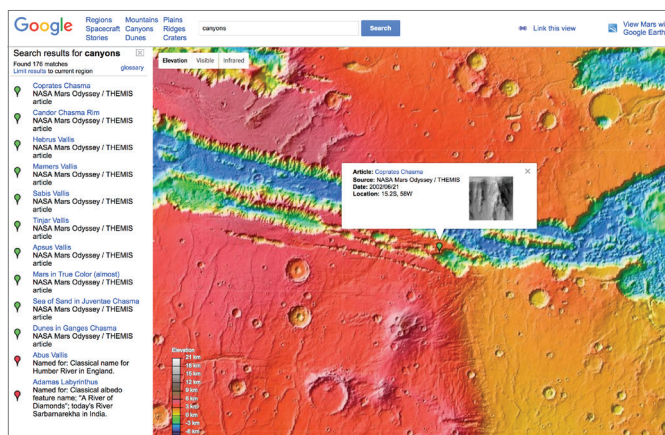 Google
Regions Mountains Plains
Spacecraft Canyons Ridges
Stories Dunes Craters
canyons
Search
Link this view
View Mars wi
Google Earth
Search results for canyons
Found 176 matches
Limit results to current region
glossary
Coprates Chasma
NASA Mars Odyssey / THEMIS
article
Candor Chasma Rim
NASA Mars Odyssey / THEMIS
article
Hebrus Vallis
NASA Mars Odyssey / THEMIS
article
Mamers Vallis
NASA Mars Odyssey / THEMIS
article
Sabis Vallis
NASA Mars Odyssey / THEMIS
article
Tinjar Vallis
NASA Mars Odyssey / THEMIS
article
Apsus Vallis
NASA Mars Odyssey / THEMIS
article
Mars in True Color (almost)
NASA Mars Odyssey / THEMIS
article
Sea of Sand in Juventae Chasma
NASA Mars Odyssey / THEMIS
article
Dunes in Ganges Chasma
NASA Mars Odyssey / THEMIS
article
Abus Vallis
Named for: Classical name for
Humber River in England.
Adamas Labyrinthus
Named for: Classical albedo
feature name; "A River of
Diamonds"; today's River
Sarbamarekha in India.
Elevation Visible Infrared
Article: Coprates Chasma
Source: NASA Mars Odyssey / THEMIS
Date: 2002/06/21
Location: 15.2S, 58W
Elevation
21 km
18 km
15 km
12 km
9 km
6 km
3 km
0 km
-3 km
-6 km